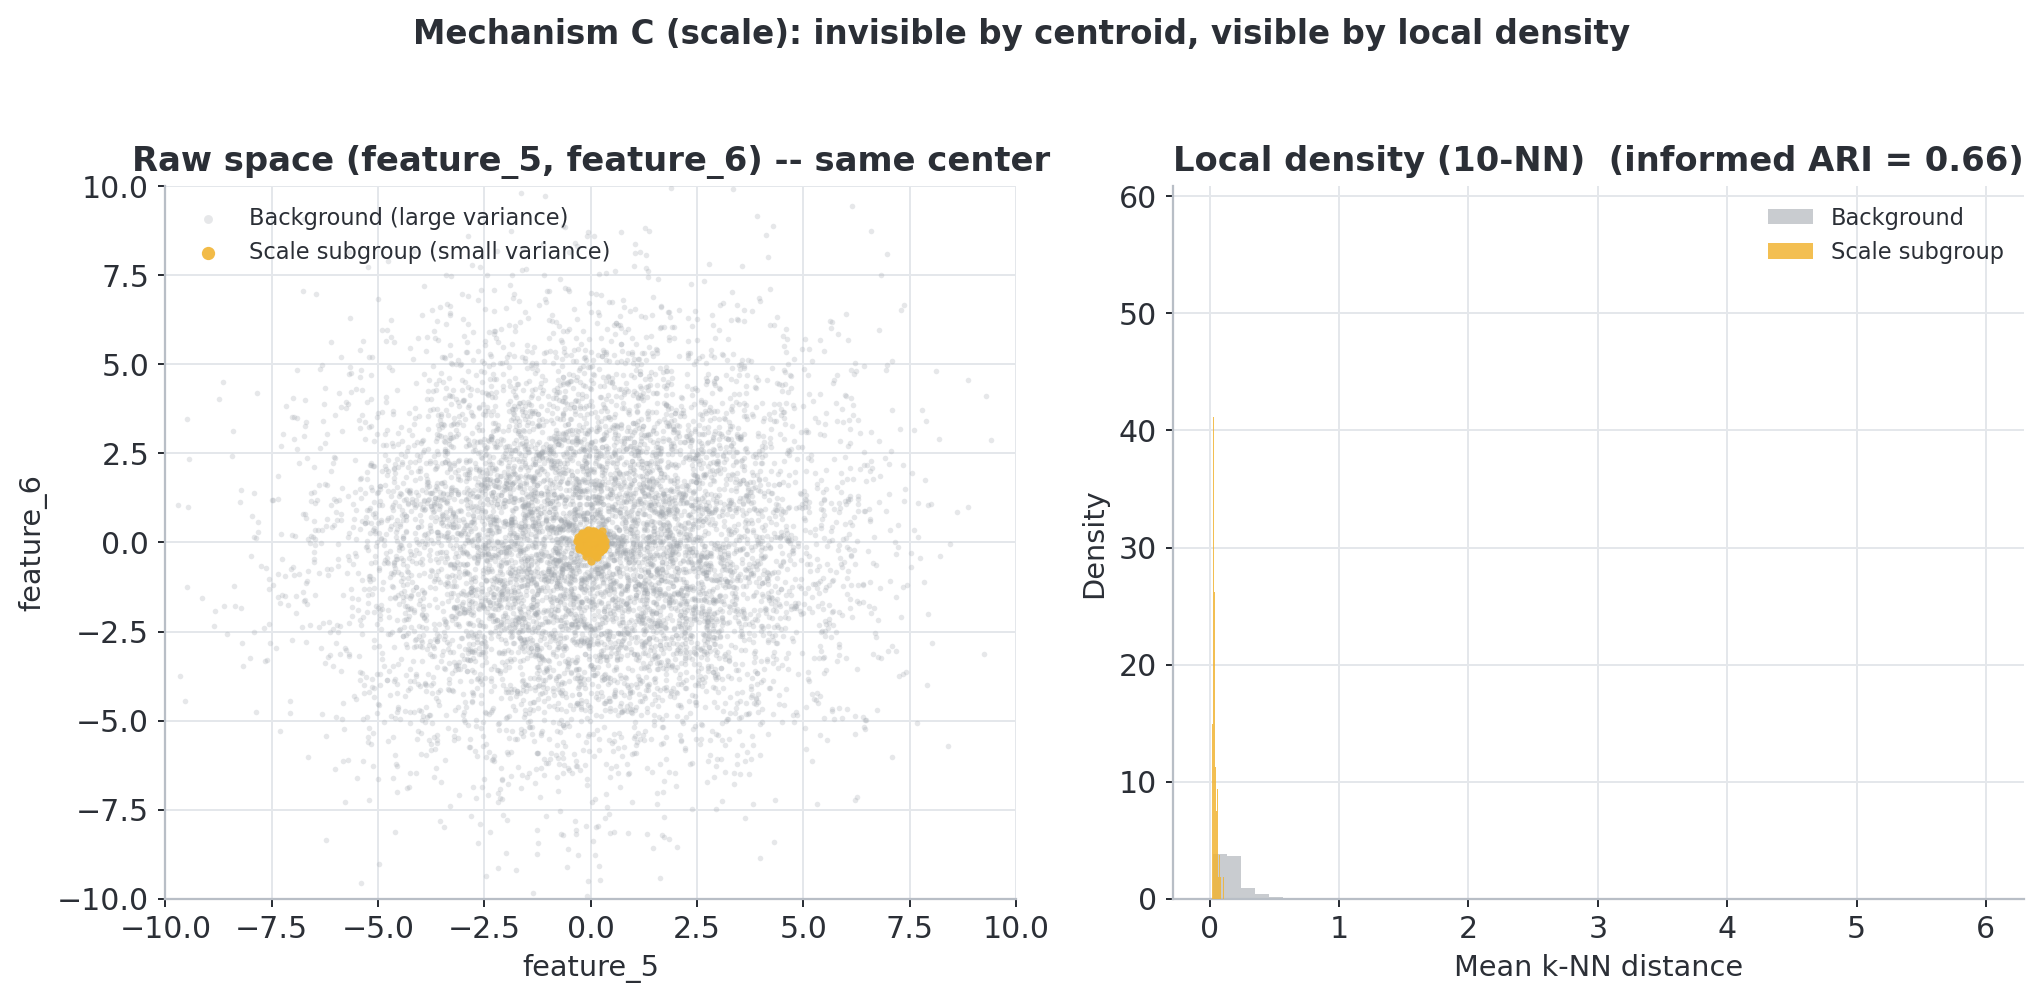 Mechanism C (scale): invisible by centroid, visible by local density
Raw space (feature_5, feature_6) -- same center
10.0
7.5
5.0
2.5
0.0
−2.5
−5.0
−7.5
−10.0
feature_6
Background (large variance)
Scale subgroup (small variance)
−10.0
−7.5
−5.0
−2.5
0.0
2.5
5.0
7.5
10.0
feature_5
Local density (10-NN)  (informed ARI = 0.66)
60
50
40
30
20
10
0
Density
Background
Scale subgroup
0
1
2
3
4
5
6
Mean k-NN distance